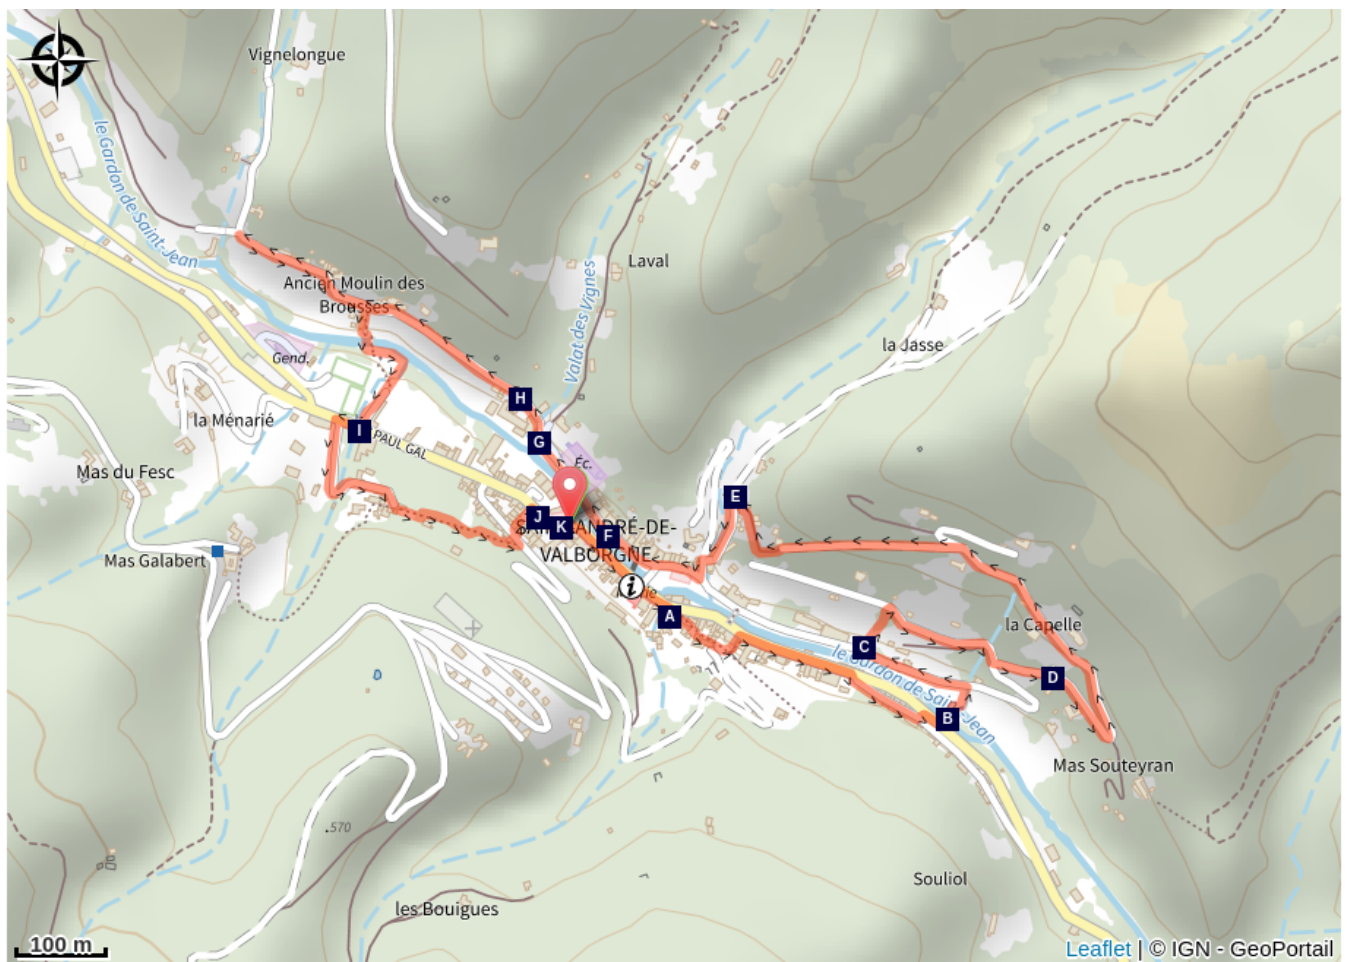 Vignelongue
le Gardon de Saint-Jean
Laval
Ancien Moulin des
Brousses
Valat des Vignes
la Jasse
Gend.
H
la Ménarié
I
PAUL GAL
G
Éc.
Mas du Fesc
E
J
K
F
SAINT-ANDRÉ-DE-
VALBORGNE
Mas Galabert
i
Mairie
A
la Capelle
C
le Gardon de Saint-Jean
D
B
Mas Souteyran
.570
Souliol
les Bouigues
100 m
Leaflet | © IGN - GeoPortail